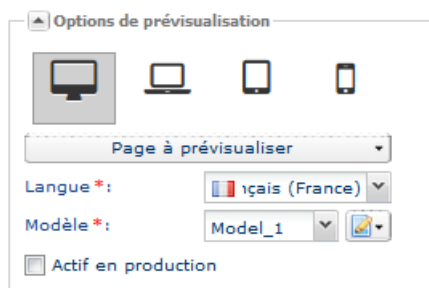 Options de prévisualisation
Page à prévisualiser
Langue *: çais (France)
Modèle *: Model_1
Actif en production